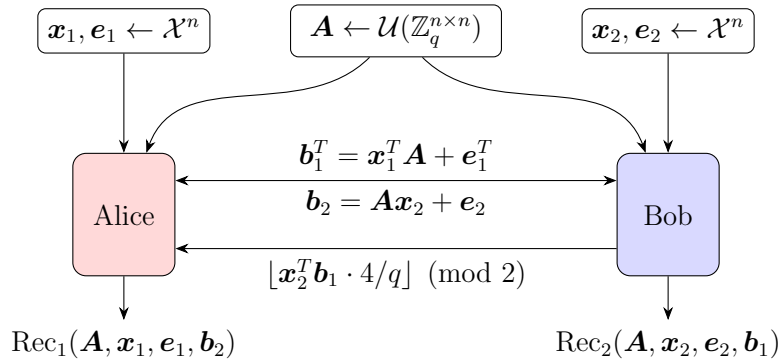 𝒙₁, 𝒆₁ ← 𝒳ⁿ
𝑨 ← 𝒰(ℤ_q^{n×n})
𝒙₂, 𝒆₂ ← 𝒳ⁿ
𝒃₁ᵀ = 𝒙₁ᵀ𝑨 + 𝒆₁ᵀ
Alice
Bob
𝒃₂ = 𝑨𝒙₂ + 𝒆₂
⌊𝒙₂ᵀ𝒃₁ · 4/q⌋ (mod 2)
Rec₁(𝑨, 𝒙₁, 𝒆₁, 𝒃₂)
Rec₂(𝑨, 𝒙₂, 𝒆₂, 𝒃₁)